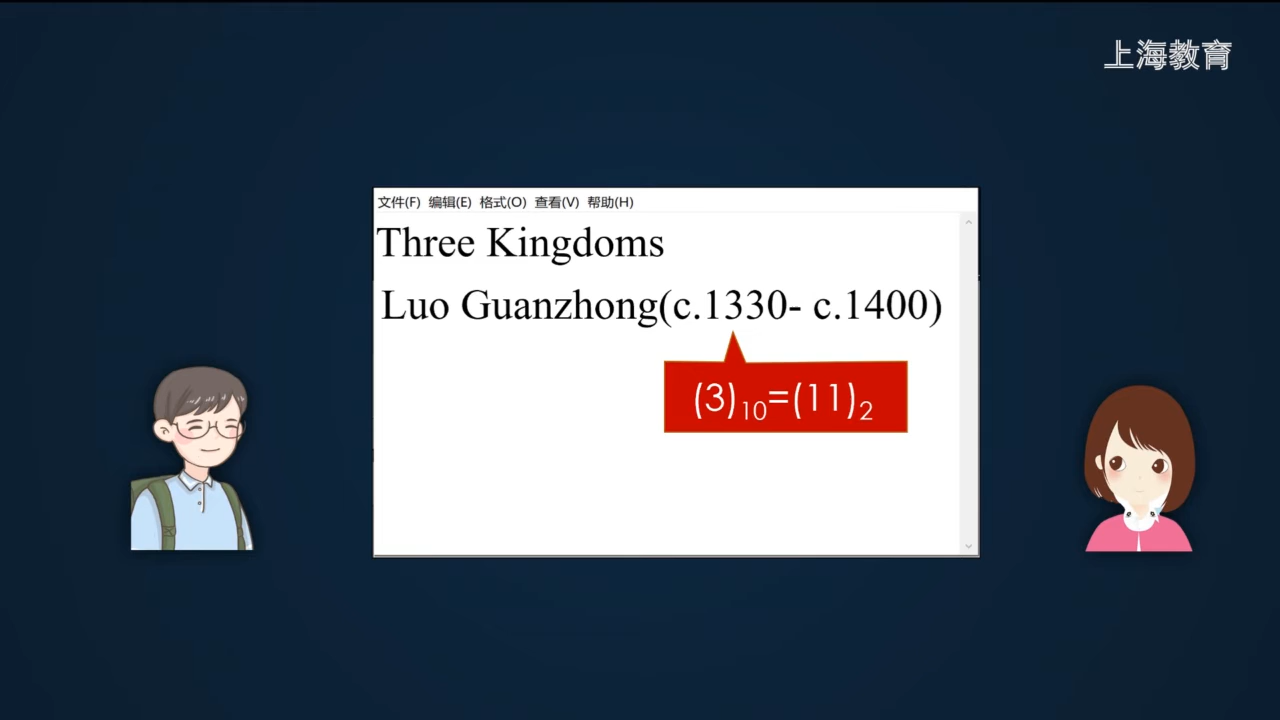 上海教育
文件(F) 编辑(E) 格式(O) 查看(V) 帮助(H)
Three Kingdoms
Luo Guanzhong(c.1330- c.1400)
(3)₁₀=(11)₂